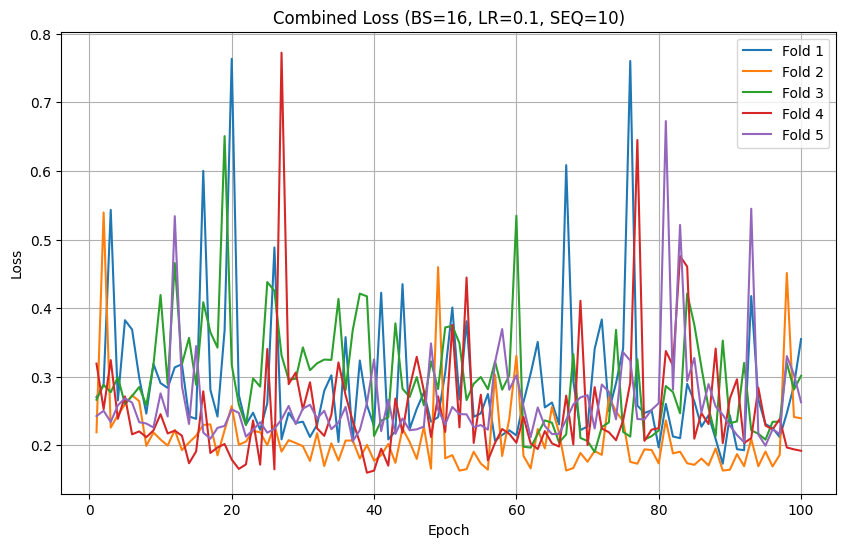 Combined Loss (BS=16, LR=0.1, SEQ=10)
0.8
0.7
0.6
0.5
0.4
0.3
0.2
Loss
0 20 40 60 80 100
Epoch
Fold 1
Fold 2
Fold 3
Fold 4
Fold 5